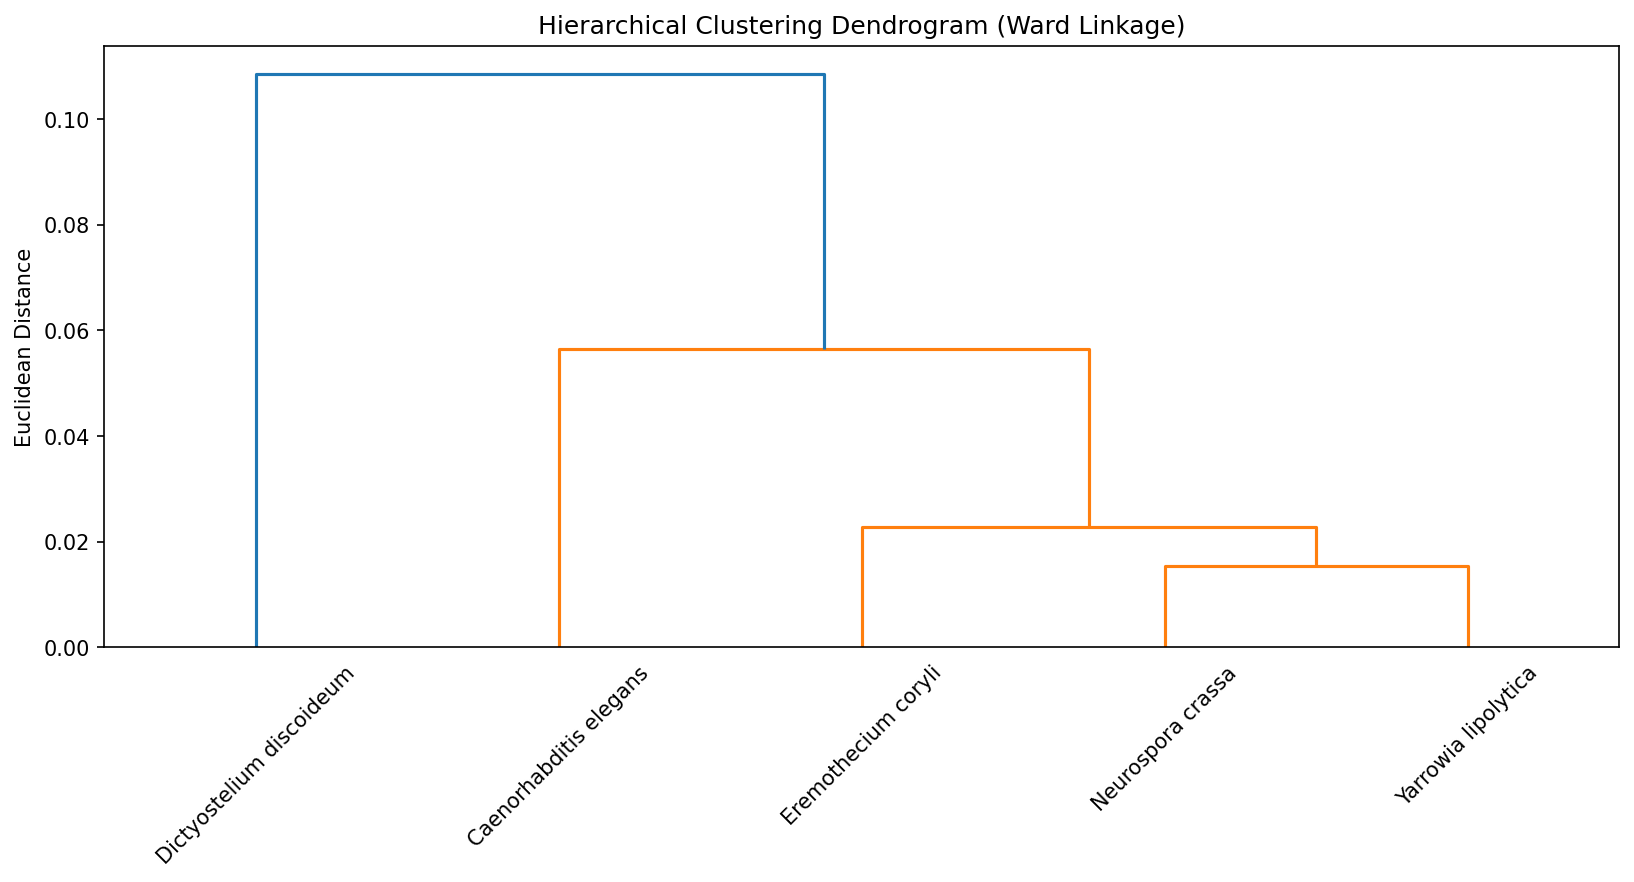 Hierarchical Clustering Dendrogram (Ward Linkage)
Euclidean Distance
0.10
0.08
0.06
0.04
0.02
0.00
Dictyostelium discoideum
Caenorhabditis elegans
Eremothecium coryli
Neurospora crassa
Yarrowia lipolytica